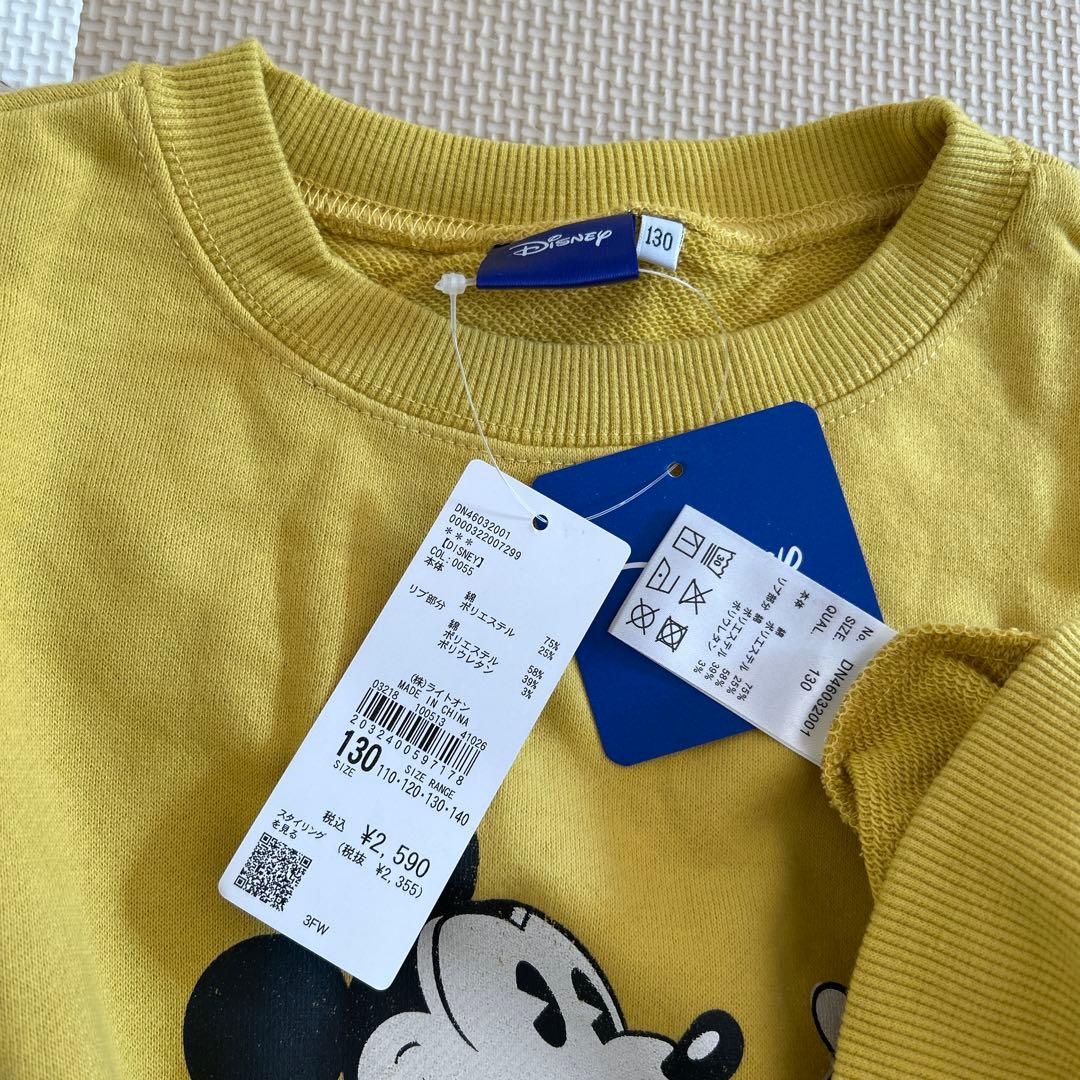 Disney
130
DN46032001
0000322007299
***
【DISNEY】
COL:0055
本体
綿 75%
ポリエステル 25%
リブ部分
綿 58%
ポリエステル 39%
ポリウレタン 3%
(株)ライトオン
MADE IN CHINA
03218 100513 41026
2032400597178
130
SIZE
SIZE RANGE
110・120・130・140
税込 ¥2,590
(税抜 ¥2,355)
スタイリング
を見る
3FW
No. DN46032001
SIZE 130
QUAL
本体
綿 75%
ポリエステル 25%
リブ部分 綿 58%
ポリエステル 39%
ポリウレタン 3%
30